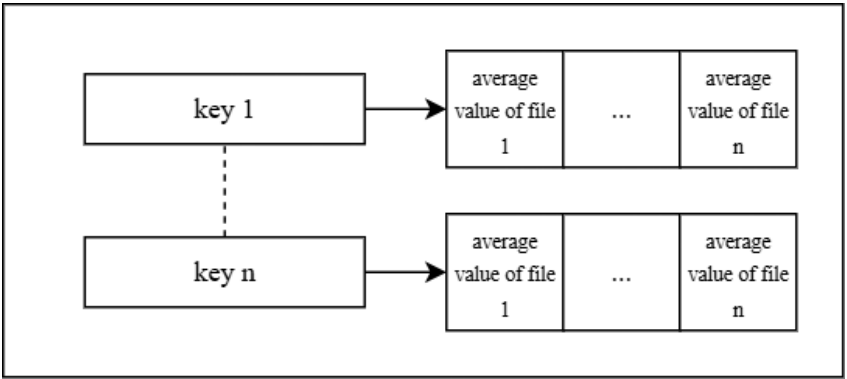 key 1
average
value of file
1
...
average
value of file
n
key n
average
value of file
1
...
average
value of file
n